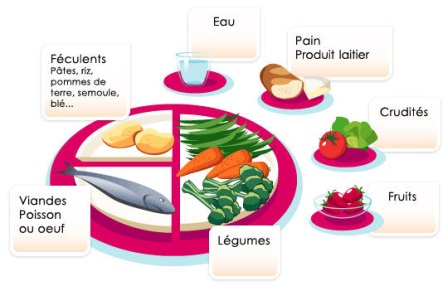 Eau
Pain
Produit laitier
Féculents
Pâtes, riz,
pommes de
terre, semoule,
blé...
Crudités
Viandes
Poisson
ou oeuf
Fruits
Légumes